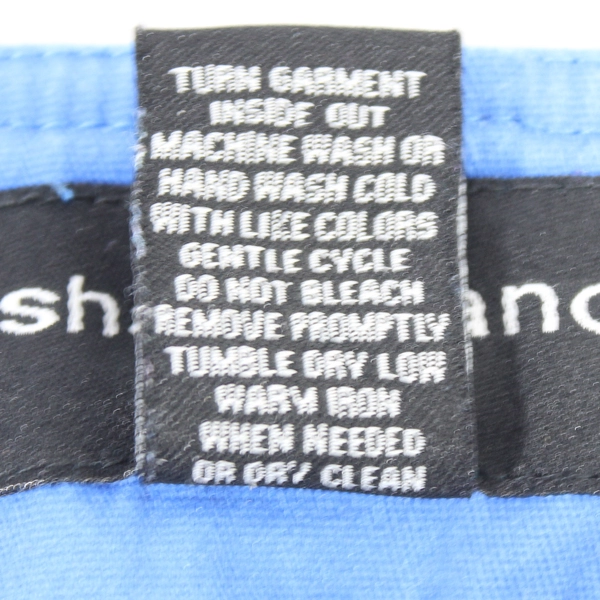 TURN GARMENT
INSIDE OUT
MACHINE WASH OR
HAND WASH COLD
WITH LIKE COLORS
GENTLE CYCLE
DO NOT BLEACH
REMOVE PROMPTLY
TUMBLE DRY LOW
WARM IRON
WHEN NEEDED
OR DRY CLEAN